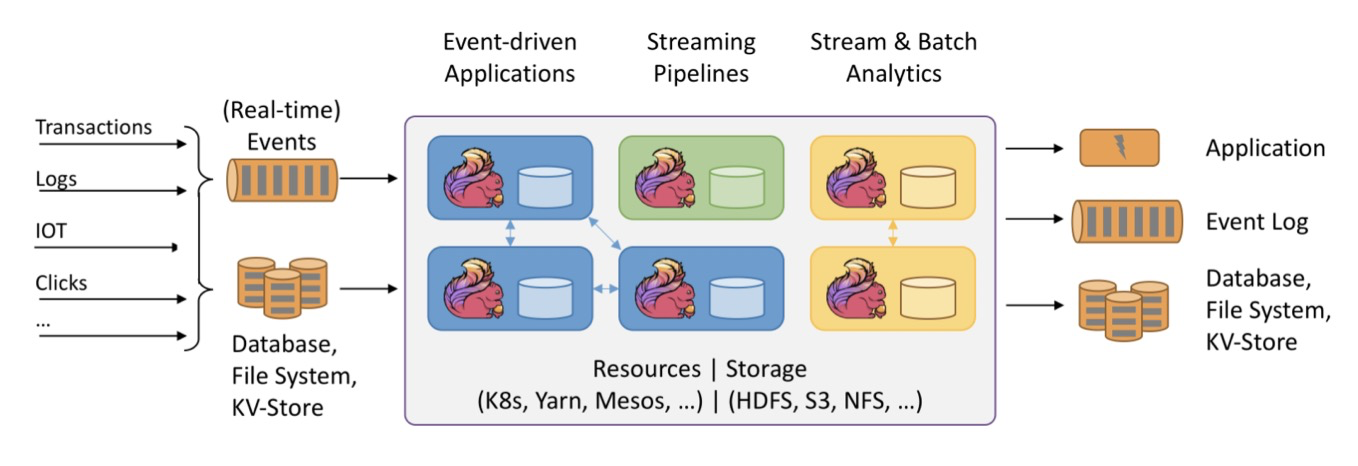 Event-driven
Applications
Streaming
Pipelines
Stream & Batch
Analytics
Transactions
Logs
IOT
Clicks
...
(Real-time)
Events
Database,
File System,
KV-Store
Resources | Storage
(K8s, Yarn, Mesos, ...) | (HDFS, S3, NFS, ...)
Application
Event Log
Database,
File System,
KV-Store